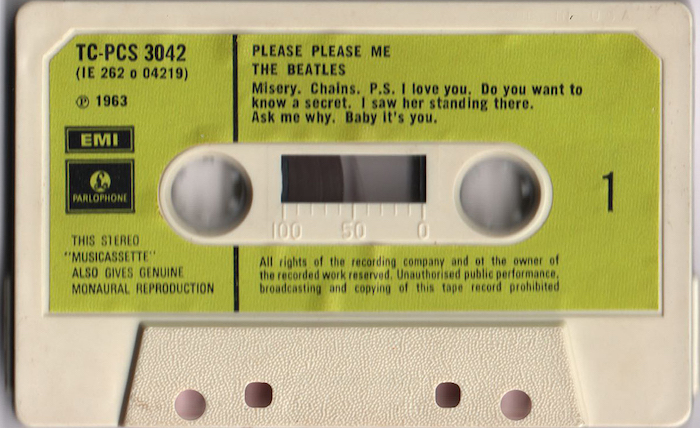 TC-PCS 3042
(IE 262 o 04219)
℗ 1963
EMI
PARLOPHONE
THIS STEREO
"MUSICASSETTE"
ALSO GIVES GENUINE
MONAURAL REPRODUCTION
PLEASE PLEASE ME
THE BEATLES
Misery. Chains. P.S. I love you. Do you want to
know a secret. I saw her standing there.
Ask me why. Baby it's you.
100 50 0
1
All rights of the recording company and of the owner of
the recorded work reserved. Unauthorised public performance,
broadcasting and copying of this tape record prohibited